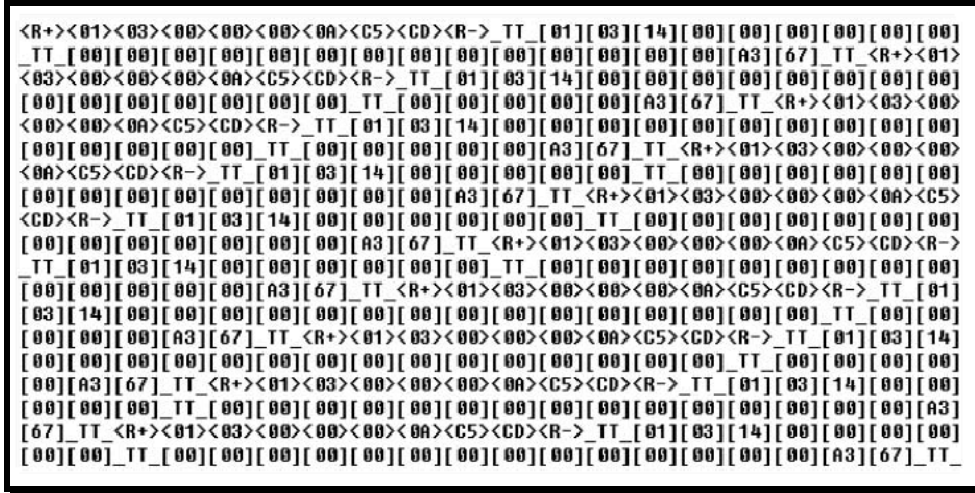 <R+><01><03><00><00><00><0A><C5><CD><R->_TT_[01][03][14][00][00][00][00][00][00]
_TT_[00][00][00][00][00][00][00][00][00][00][00][00][00][00][A3][67]_TT_<R+><01>
<03><00><00><00><0A><C5><CD><R->_TT_[01][03][14][00][00][00][00][00][00][00][00]
[00][00][00][00][00][00][00]_TT_[00][00][00][00][00][A3][67]_TT_<R+><01><03><00>
<00><00><0A><C5><CD><R->_TT_[01][03][14][00][00][00][00][00][00][00][00][00][00]
[00][00][00][00]_TT_[00][00][00][00][00][00][A3][67]_TT_<R+><01><03><00><00><00>
<0A><C5><CD><R->_TT_[01][03][14][00][00][00][00][00]_TT_[00][00][00][00][00][00]
[00][00][00][00][00][00][00][00][00][A3][67]_TT_<R+><01><03><00><00><00><0A><C5>
<CD><R->_TT_[01][03][14][00][00][00][00][00][00]_TT_[00][00][00][00][00][00][00]
[00][00][00][00][00][00][00][A3][67]_TT_<R+><01><03><00><00><00><0A><C5><CD><R->
_TT_[01][03][14][00][00][00][00][00][00]_TT_[00][00][00][00][00][00][00][00][00]
[00][00][00][00][00][A3][67]_TT_<R+><01><03><00><00><00><0A><C5><CD><R->_TT_[01]
[03][14][00][00][00][00][00][00][00][00][00][00][00][00][00][00][00]_TT_[00][00]
[00][00][00][A3][67]_TT_<R+><01><03><00><00><00><0A><C5><CD><R->_TT_[01][03][14]
[00][00][00][00][00][00][00][00][00][00][00][00][00][00][00]_TT_[00][00][00][00]
[00][A3][67]_TT_<R+><01><03><00><00><00><0A><C5><CD><R->_TT_[01][03][14][00][00]
[00][00][00]_TT_[00][00][00][00][00][00][00][00][00][00][00][00][00][00][00][A3]
[67]_TT_<R+><01><03><00><00><00><0A><C5><CD><R->_TT_[01][03][14][00][00][00][00]
[00][00]_TT_[00][00][00][00][00][00][00][00][00][00][00][00][00][00][A3][67]_TT_